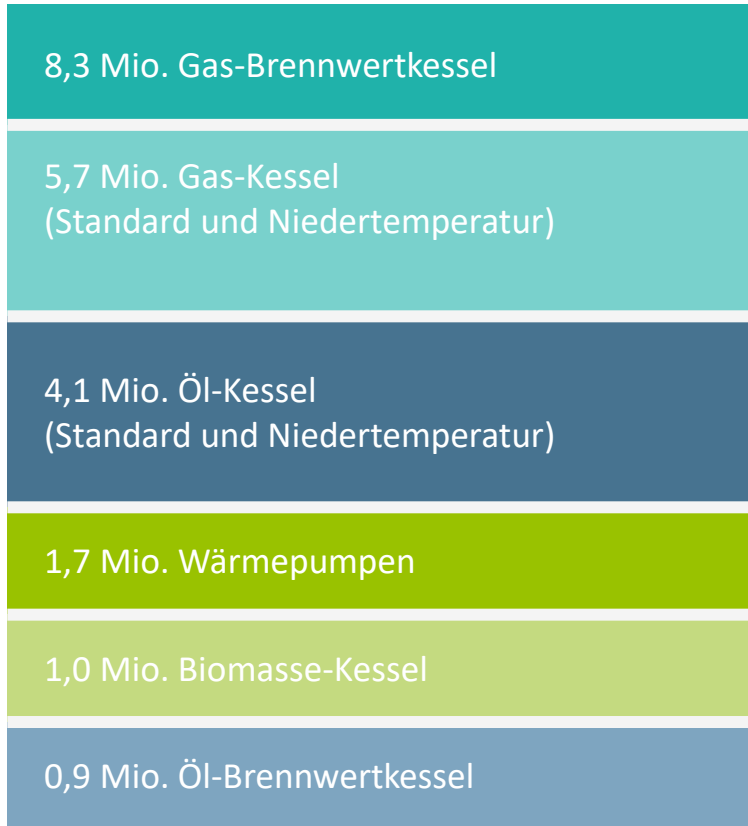 8,3 Mio. Gas-Brennwertkessel
5,7 Mio. Gas-Kessel
(Standard und Niedertemperatur)
4,1 Mio. Öl-Kessel
(Standard und Niedertemperatur)
1,7 Mio. Wärmepumpen
1,0 Mio. Biomasse-Kessel
0,9 Mio. Öl-Brennwertkessel